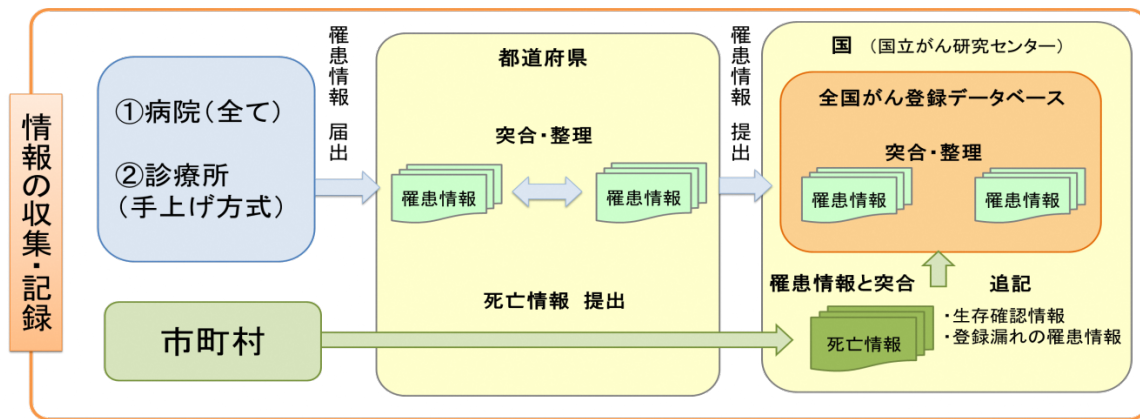 情報の収集・記録
①病院（全て）
②診療所
（手上げ方式）
市町村
罹患情報 届出
都道府県
突合・整理
罹患情報
罹患情報
死亡情報 提出
罹患情報 提出
国 （国立がん研究センター）
全国がん登録データベース
突合・整理
罹患情報
罹患情報
罹患情報と突合
追記
死亡情報
・生存確認情報
・登録漏れの罹患情報